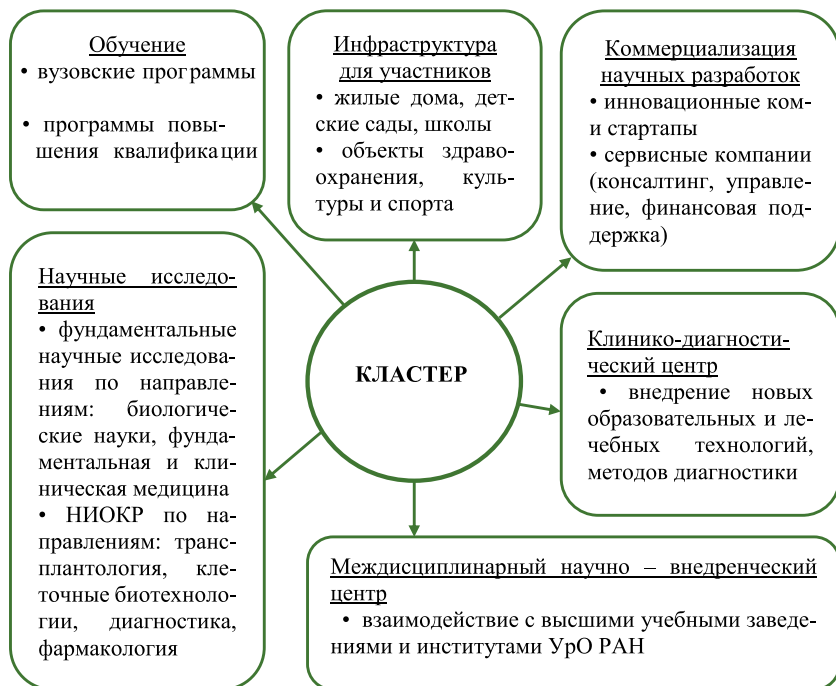 Обучение
• вузовские программы
• программы повы-
шения квалификации
Инфраструктура
для участников
• жилые дома, дет-
ские сады, школы
• объекты здраво-
охранения, куль-
туры и спорта
Коммерциализация
научных разработок
• инновационные ком-
и стартапы
• сервисные компании
(консалтинг, управле-
ние, финансовая под-
держка)
Научные исследо-
вания
• фундаментальные
научные исследова-
ния по направле-
ниям: биологиче-
ские науки, фунда-
ментальная и кли-
ническая медицина
• НИОКР по на-
правлениям: транс-
плантология, кле-
точные биотехноло-
гии, диагностика,
фармакология
КЛАСТЕР
Клинико-диагности-
ческий центр
• внедрение новых
образовательных и ле-
чебных технологий,
методов диагностики
Междисциплинарный научно – внедренческий
центр
• взаимодействие с высшими учебными заведе-
ниями и институтами УрО РАН